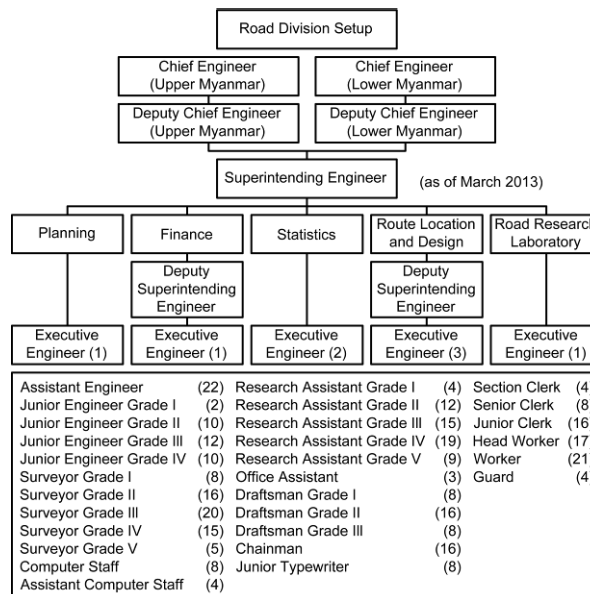 Road Division Setup
Chief Engineer
(Upper Myanmar)
Chief Engineer
(Lower Myanmar)
Deputy Chief Engineer
(Upper Myanmar)
Deputy Chief Engineer
(Lower Myanmar)
Superintending Engineer
(as of March 2013)
Planning
Finance
Statistics
Route Location
and Design
Road Research
Laboratory
Deputy
Superintending
Engineer
Deputy
Superintending
Engineer
Executive
Engineer (1)
Executive
Engineer (1)
Executive
Engineer (2)
Executive
Engineer (3)
Executive
Engineer (1)
Assistant Engineer (22)
Junior Engineer Grade I (2)
Junior Engineer Grade II (10)
Junior Engineer Grade III (12)
Junior Engineer Grade IV (10)
Surveyor Grade I (8)
Surveyor Grade II (16)
Surveyor Grade III (20)
Surveyor Grade IV (15)
Surveyor Grade V (5)
Computer Staff (8)
Assistant Computer Staff (4)
Research Assistant Grade I (4)
Research Assistant Grade II (12)
Research Assistant Grade III (15)
Research Assistant Grade IV (19)
Research Assistant Grade V (9)
Office Assistant (3)
Draftsman Grade I (8)
Draftsman Grade II (16)
Draftsman Grade III (8)
Chainman (16)
Junior Typewriter (8)
Section Clerk (4)
Senior Clerk (8)
Junior Clerk (16)
Head Worker (17)
Worker (21)
Guard (4)